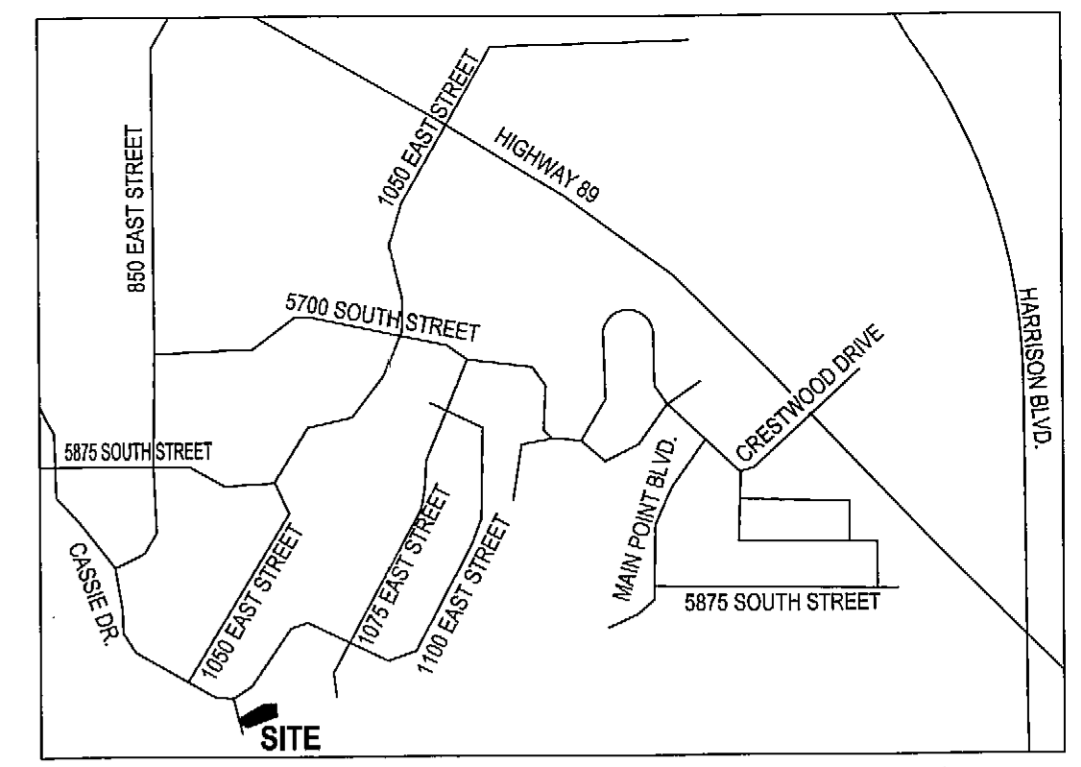 1050 EAST STREET
HIGHWAY 89
850 EAST STREET
5700 SOUTH STREET
HARRISON BLVD.
CRESTWOOD DRIVE
5875 SOUTH STREET
MAIN POINT BLVD.
CASSIE DR.
1050 EAST STREET
1075 EAST STREET
1100 EAST STREET
5875 SOUTH STREET
SITE